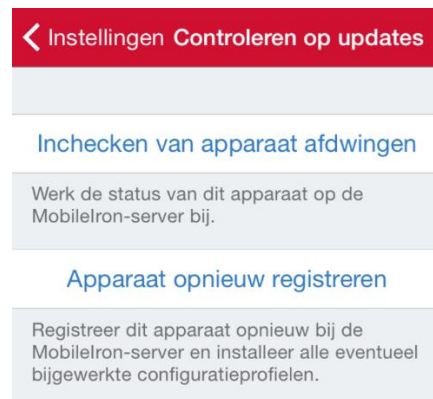 Instellingen Controleren op updates
Inchecken van apparaat afdwingen
Werk de status van dit apparaat op de
MobileIron-server bij.
Apparaat opnieuw registreren
Registreer dit apparaat opnieuw bij de
MobileIron-server en installeer alle eventueel
bijgewerkte configuratieprofielen.